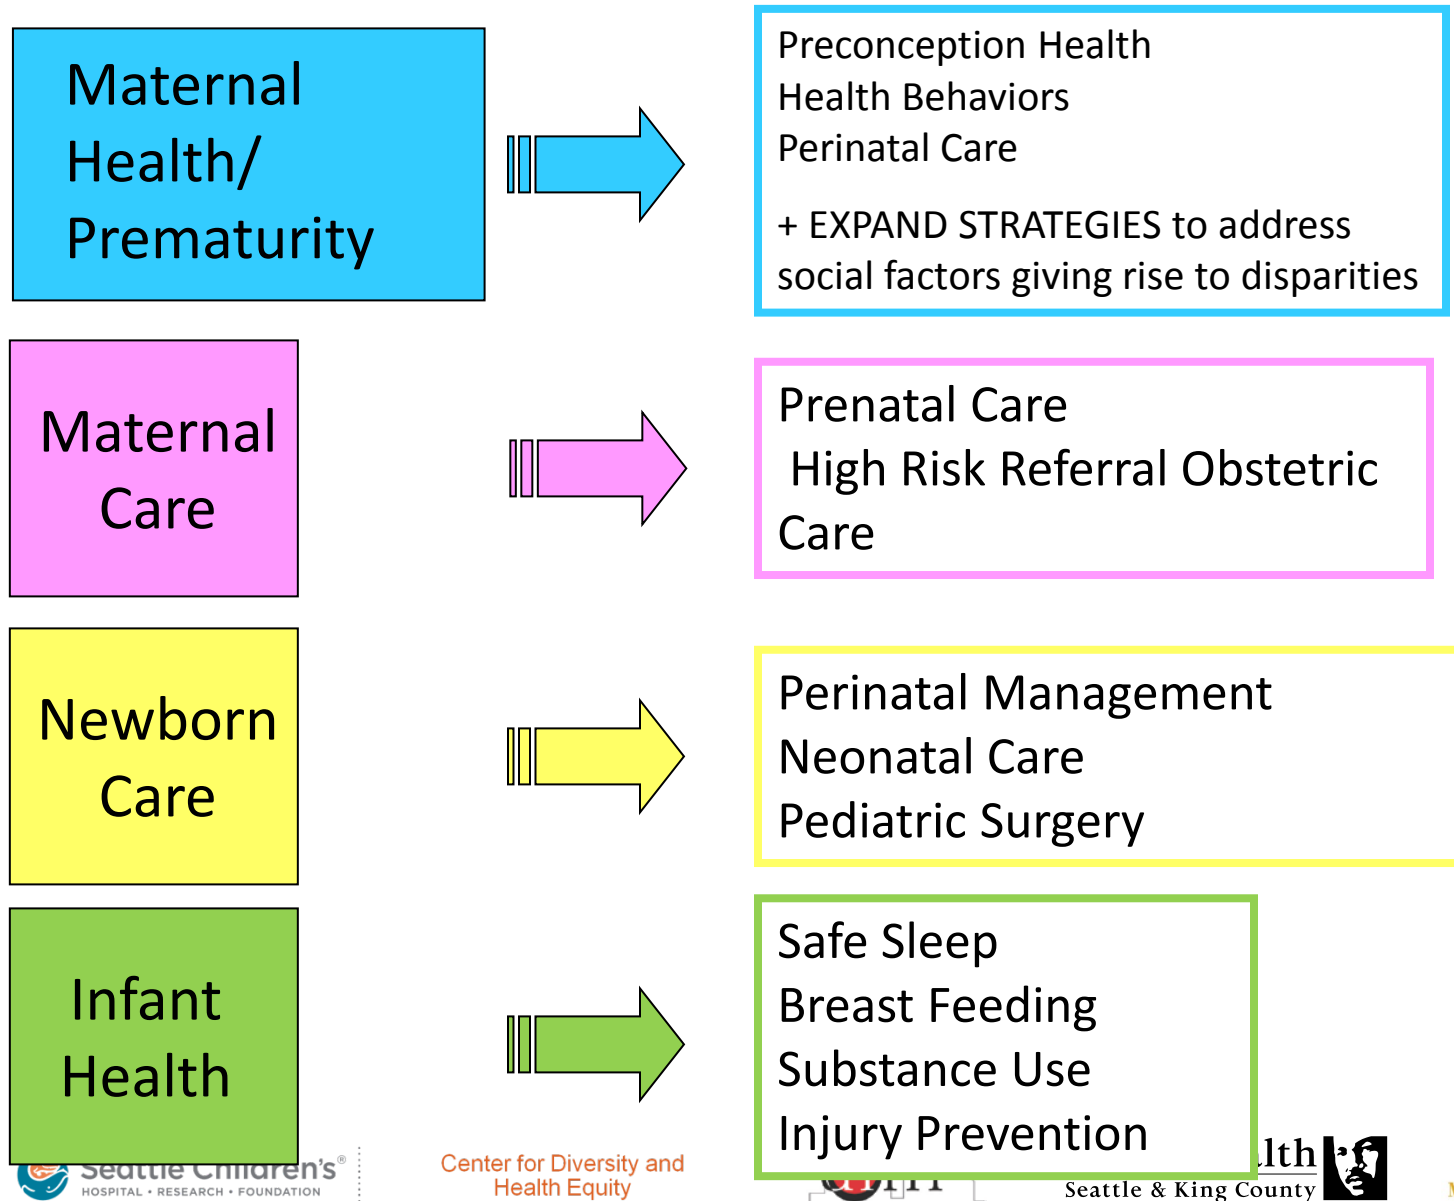 Maternal
Health/
Prematurity
Preconception Health
Health Behaviors
Perinatal Care
+ EXPAND STRATEGIES to address
social factors giving rise to disparities
Maternal
Care
Prenatal Care
High Risk Referral Obstetric
Care
Newborn
Care
Perinatal Management
Neonatal Care
Pediatric Surgery
Infant
Health
Safe Sleep
Breast Feeding
Substance Use
Injury Prevention
Seattle Children's®
HOSPITAL • RESEARCH • FOUNDATION
Center for Diversity and
Health Equity
Seattle & King County